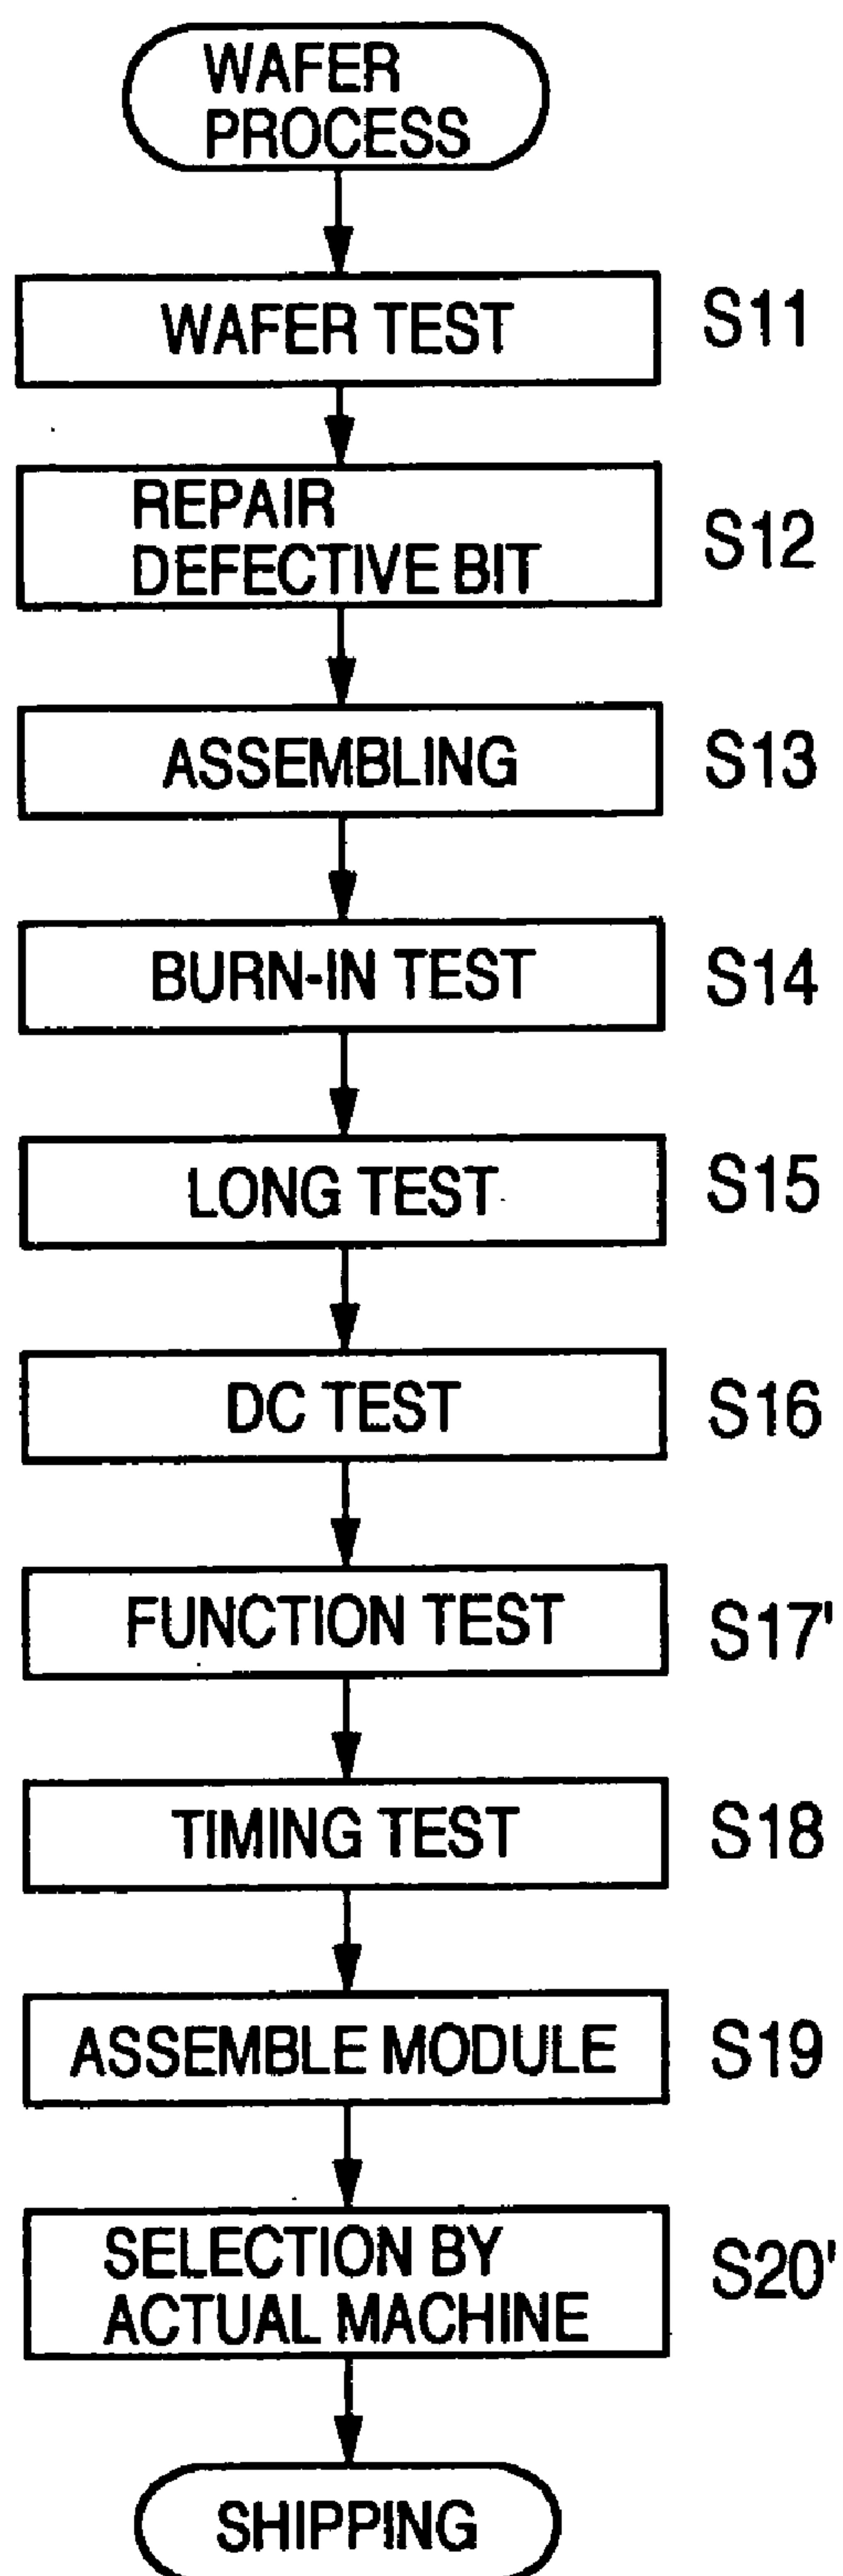 WAFER
PROCESS
WAFER TEST S11
REPAIR
DEFECTIVE BIT S12
ASSEMBLING S13
BURN-IN TEST S14
LONG TEST S15
DC TEST S16
FUNCTION TEST S17'
TIMING TEST S18
ASSEMBLE MODULE S19
SELECTION BY
ACTUAL MACHINE S20'
SHIPPING